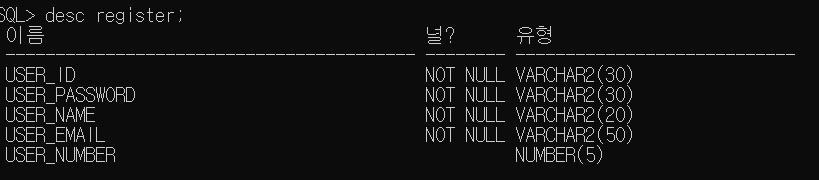 SQL> desc register;
이름 널? 유형
----------------------------------------- -------- ----------------------------
USER_ID NOT NULL VARCHAR2(30)
USER_PASSWORD NOT NULL VARCHAR2(30)
USER_NAME NOT NULL VARCHAR2(20)
USER_EMAIL NOT NULL VARCHAR2(50)
USER_NUMBER NUMBER(5)